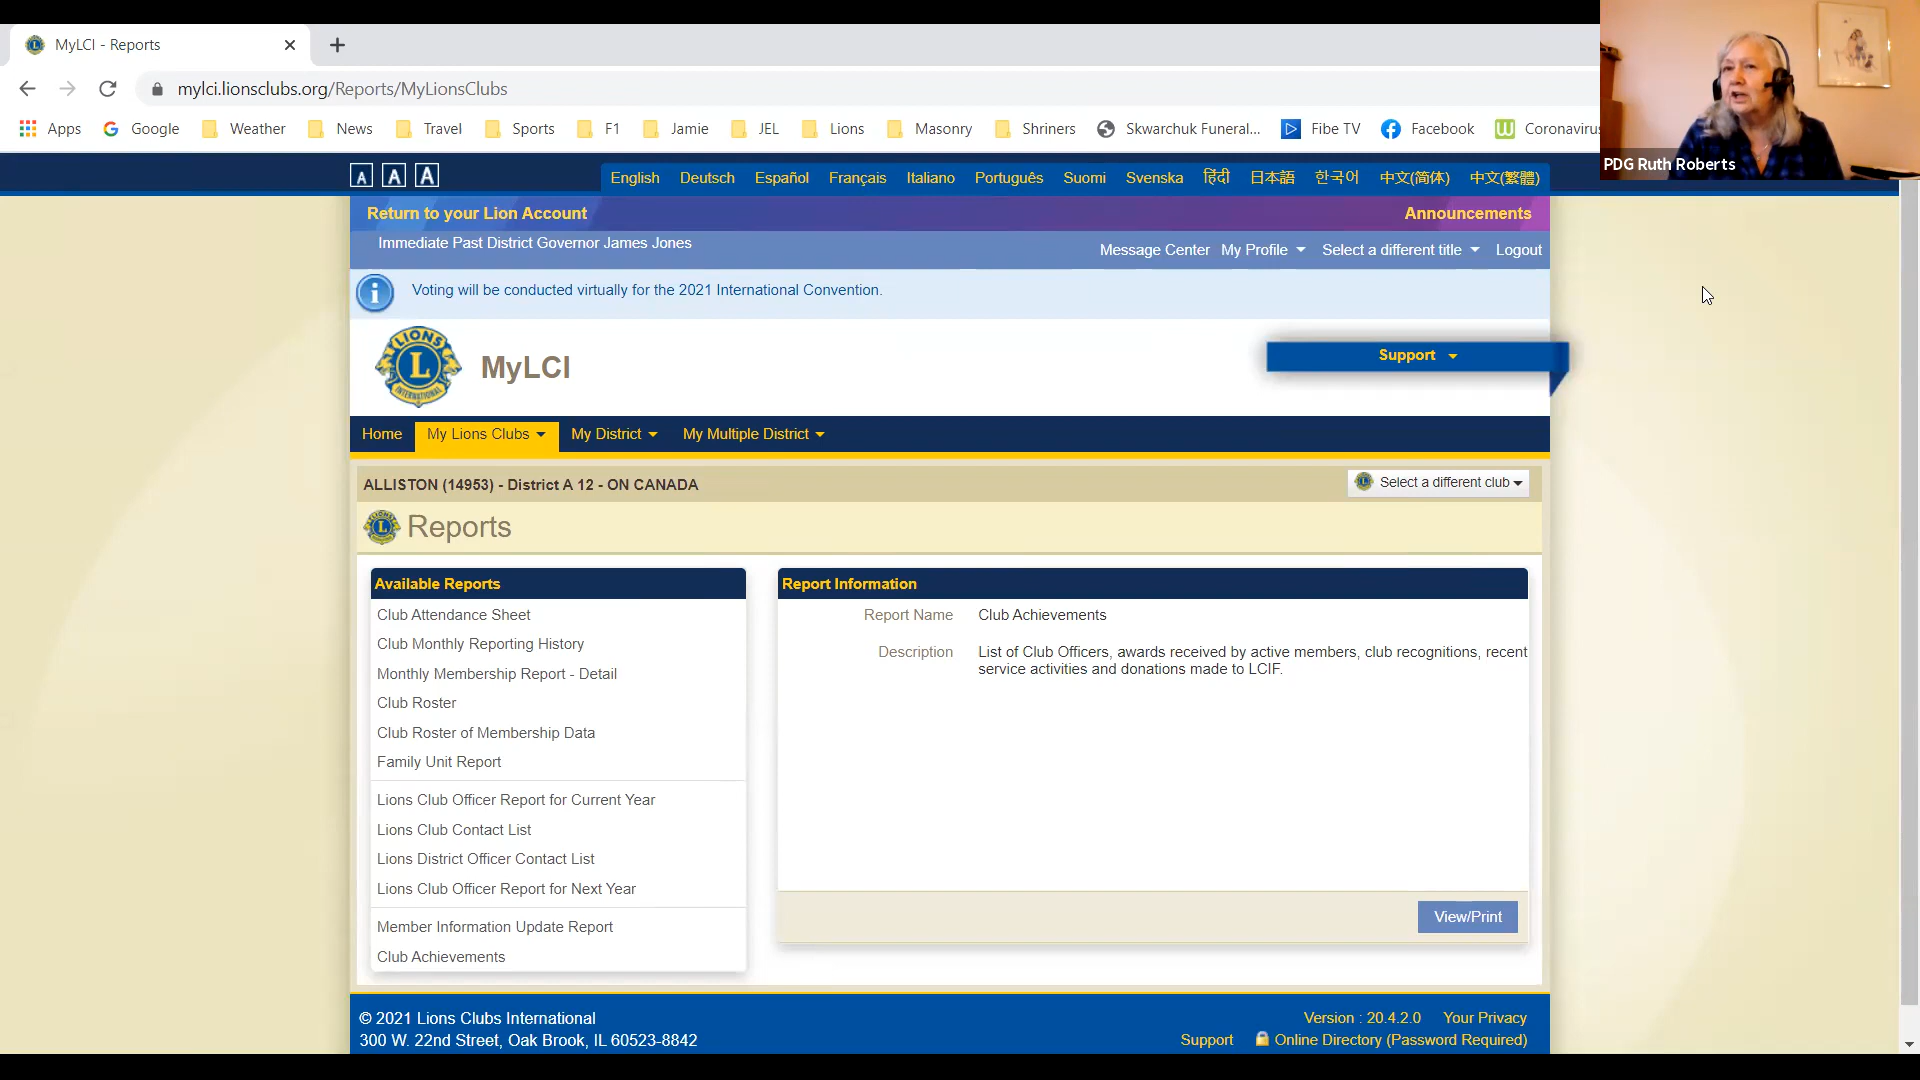 MyLCI - Reports
mylci.lionsclubs.org/Reports/MyLionsClubs
Apps Google Weather News Travel Sports F1 Jamie JEL Lions Masonry Shriners Skwarchuk Funeral... Fibe TV Facebook Coronaviru
PDG Ruth Roberts
A A A
English Deutsch Español Français Italiano Português Suomi Svenska हिंदी 日本語 한국어 中文(简体) 中文(繁體)
Return to your Lion Account Announcements
Immediate Past District Governor James Jones
Message Center My Profile Select a different title Logout
Voting will be conducted virtually for the 2021 International Convention.
LIONS
L
INTERNATIONAL
MyLCI
Support
Home My Lions Clubs My District My Multiple District
ALLISTON (14953) - District A 12 - ON CANADA
Select a different club
Reports
Available Reports
Club Attendance Sheet
Club Monthly Reporting History
Monthly Membership Report - Detail
Club Roster
Club Roster of Membership Data
Family Unit Report
Lions Club Officer Report for Current Year
Lions Club Contact List
Lions District Officer Contact List
Lions Club Officer Report for Next Year
Member Information Update Report
Club Achievements
Report Information
Report Name Club Achievements
Description List of Club Officers, awards received by active members, club recognitions, recent
service activities and donations made to LCIF.
View/Print
© 2021 Lions Clubs International
300 W. 22nd Street, Oak Brook, IL 60523-8842
Version : 20.4.2.0 Your Privacy
Support Online Directory (Password Required)